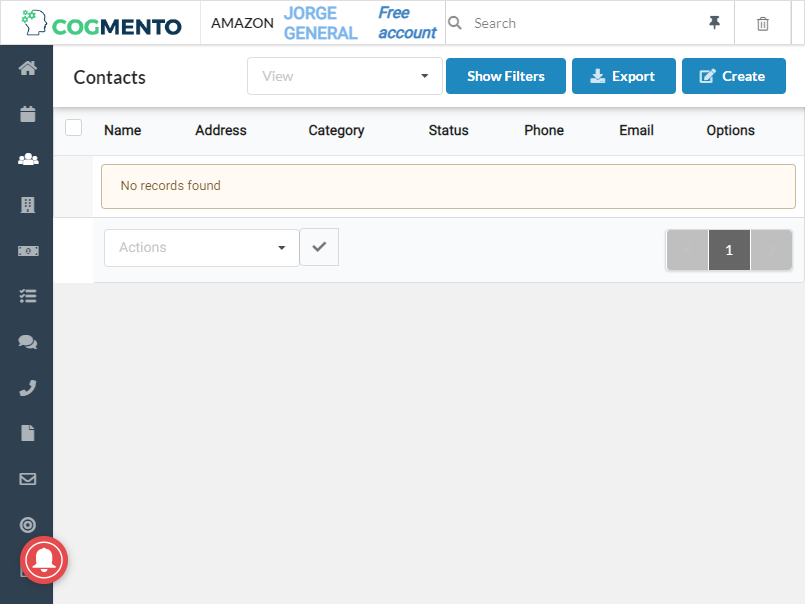 COGMENTO
AMAZON
JORGE
GENERAL
Free
account
Search
Contacts
View
Show Filters
Export
Create
Name Address Category Status Phone Email Options
No records found
Actions
1